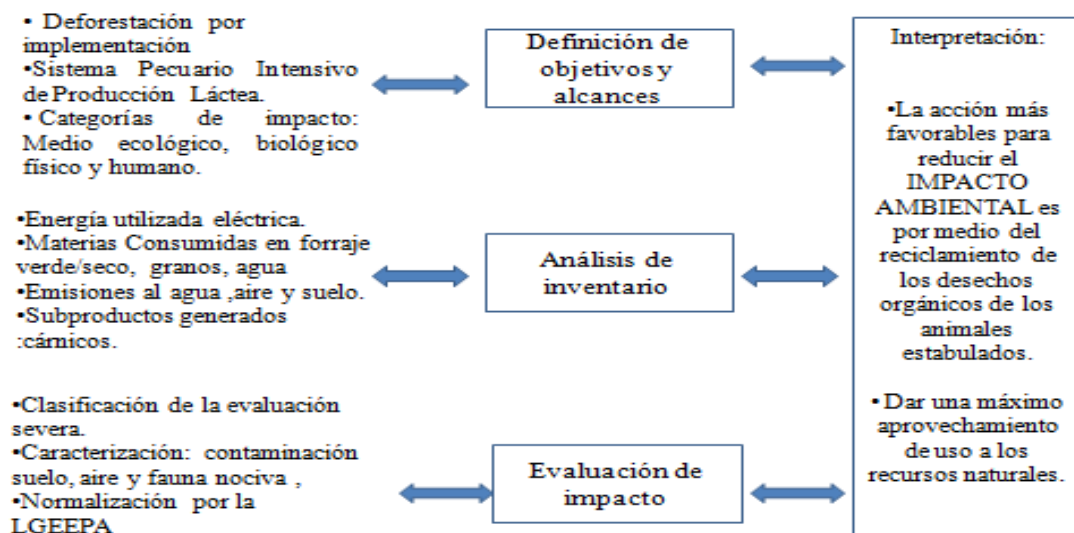 • Deforestación por
implementación
•Sistema Pecuario Intensivo
de Producción Láctea.
• Categorías de impacto:
Medio ecológico, biológico
físico y humano.
Definición de
objetivos y
alcances
•Energía utilizada eléctrica.
•Materias Consumidas en forraje
verde/seco, granos, agua
•Emisiones al agua ,aire y suelo.
•Subproductos generados
:cárnicos.
Análisis de
inventario
•Clasificación de la evaluación
severa.
•Caracterización: contaminación
suelo, aire y fauna nociva ,
•Normalización por la
LGEEPA
Evaluación de
impacto
Interpretación:
•La acción más
favorables para
reducir el
IMPACTO
AMBIENTAL es
por medio del
reciclamiento de
los desechos
orgánicos de los
animales
estabulados.
• Dar una máximo
aprovechamiento
de uso a los
recursos naturales.